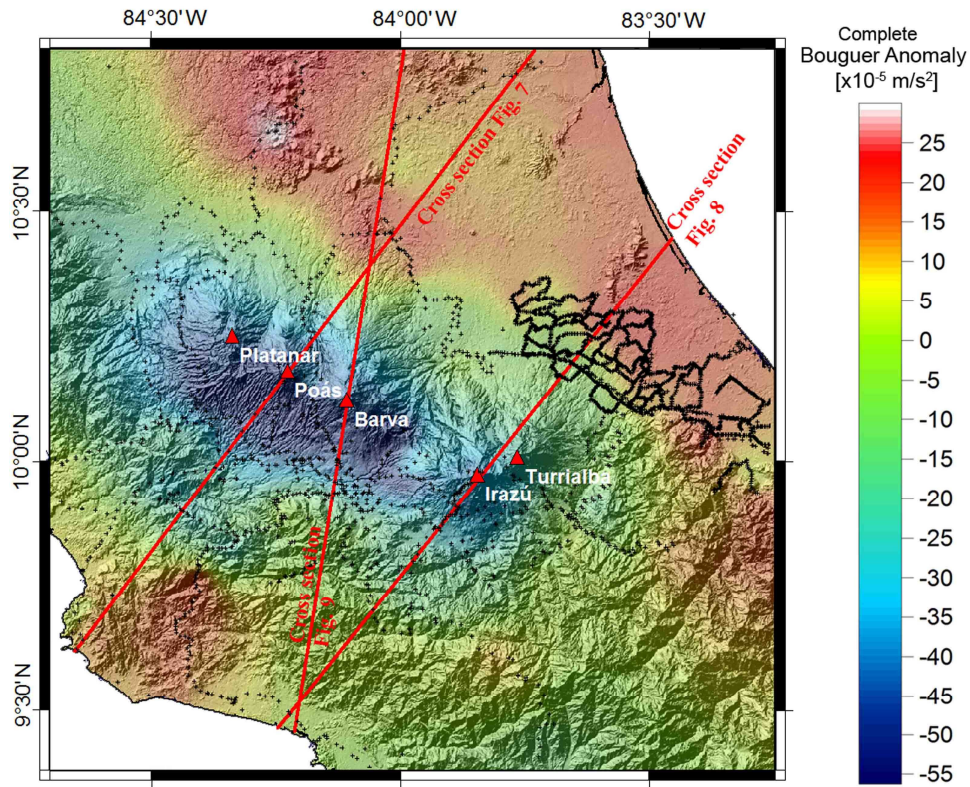 84°30'W
84°00'W
83°30'W
Complete
Bouguer Anomaly
[x10-5 m/s2]
10°30'N
10°00'N
9°30'N
Cross section Fig. 7
Cross section
Fig. 8
Cross section
Fig. 9
Platanar
Poás
Barva
Turrialba
Irazú
25
20
15
10
5
0
-5
-10
-15
-20
-25
-30
-35
-40
-45
-50
-55